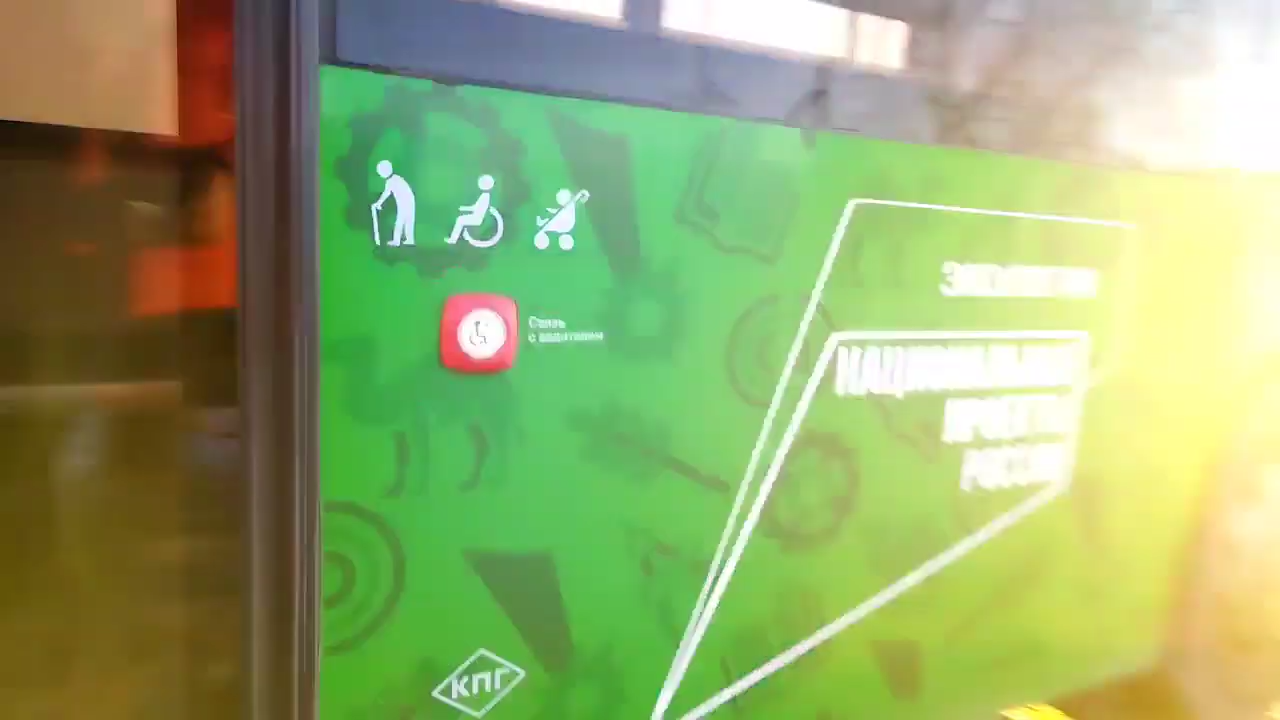 Связь
с водителем
НАЦИОНАЛЬНЫЕ
ПРОЕКТЫ
РОССИИ
КПГ